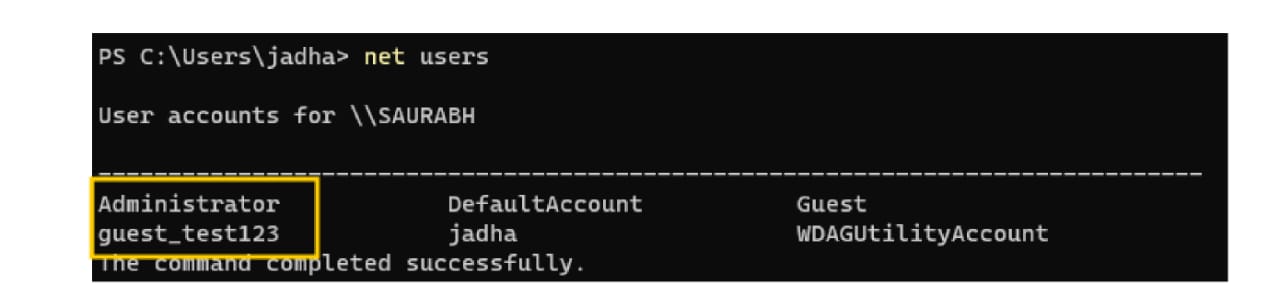 PS C:\Users\jadha> net users
User accounts for \\SAURABH
-------------------------------------------------------------------------------
Administrator            DefaultAccount           Guest
guest_test123            jadha                    WDAGUtilityAccount
The command completed successfully.